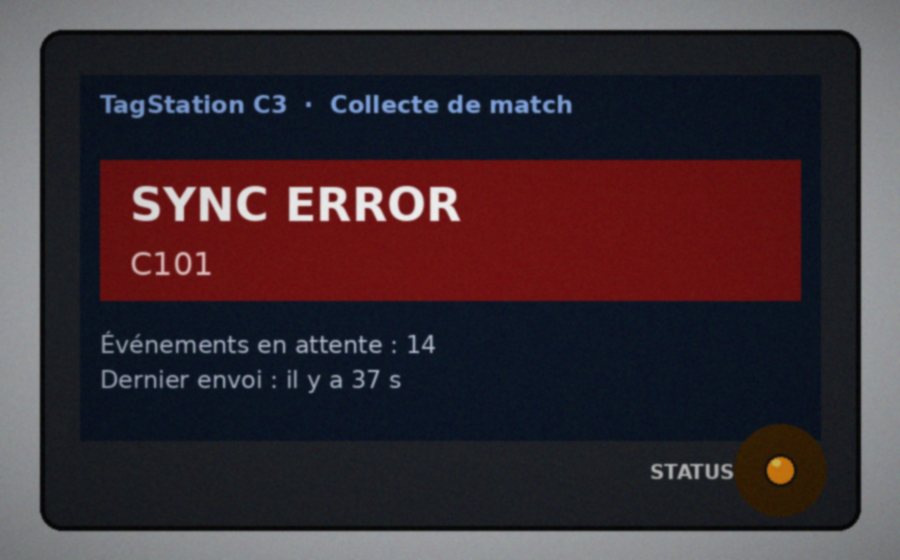 TagStation C3 · Collecte de match
SYNC ERROR
C101
Événements en attente : 14
Dernier envoi : il y a 37 s
STATUS